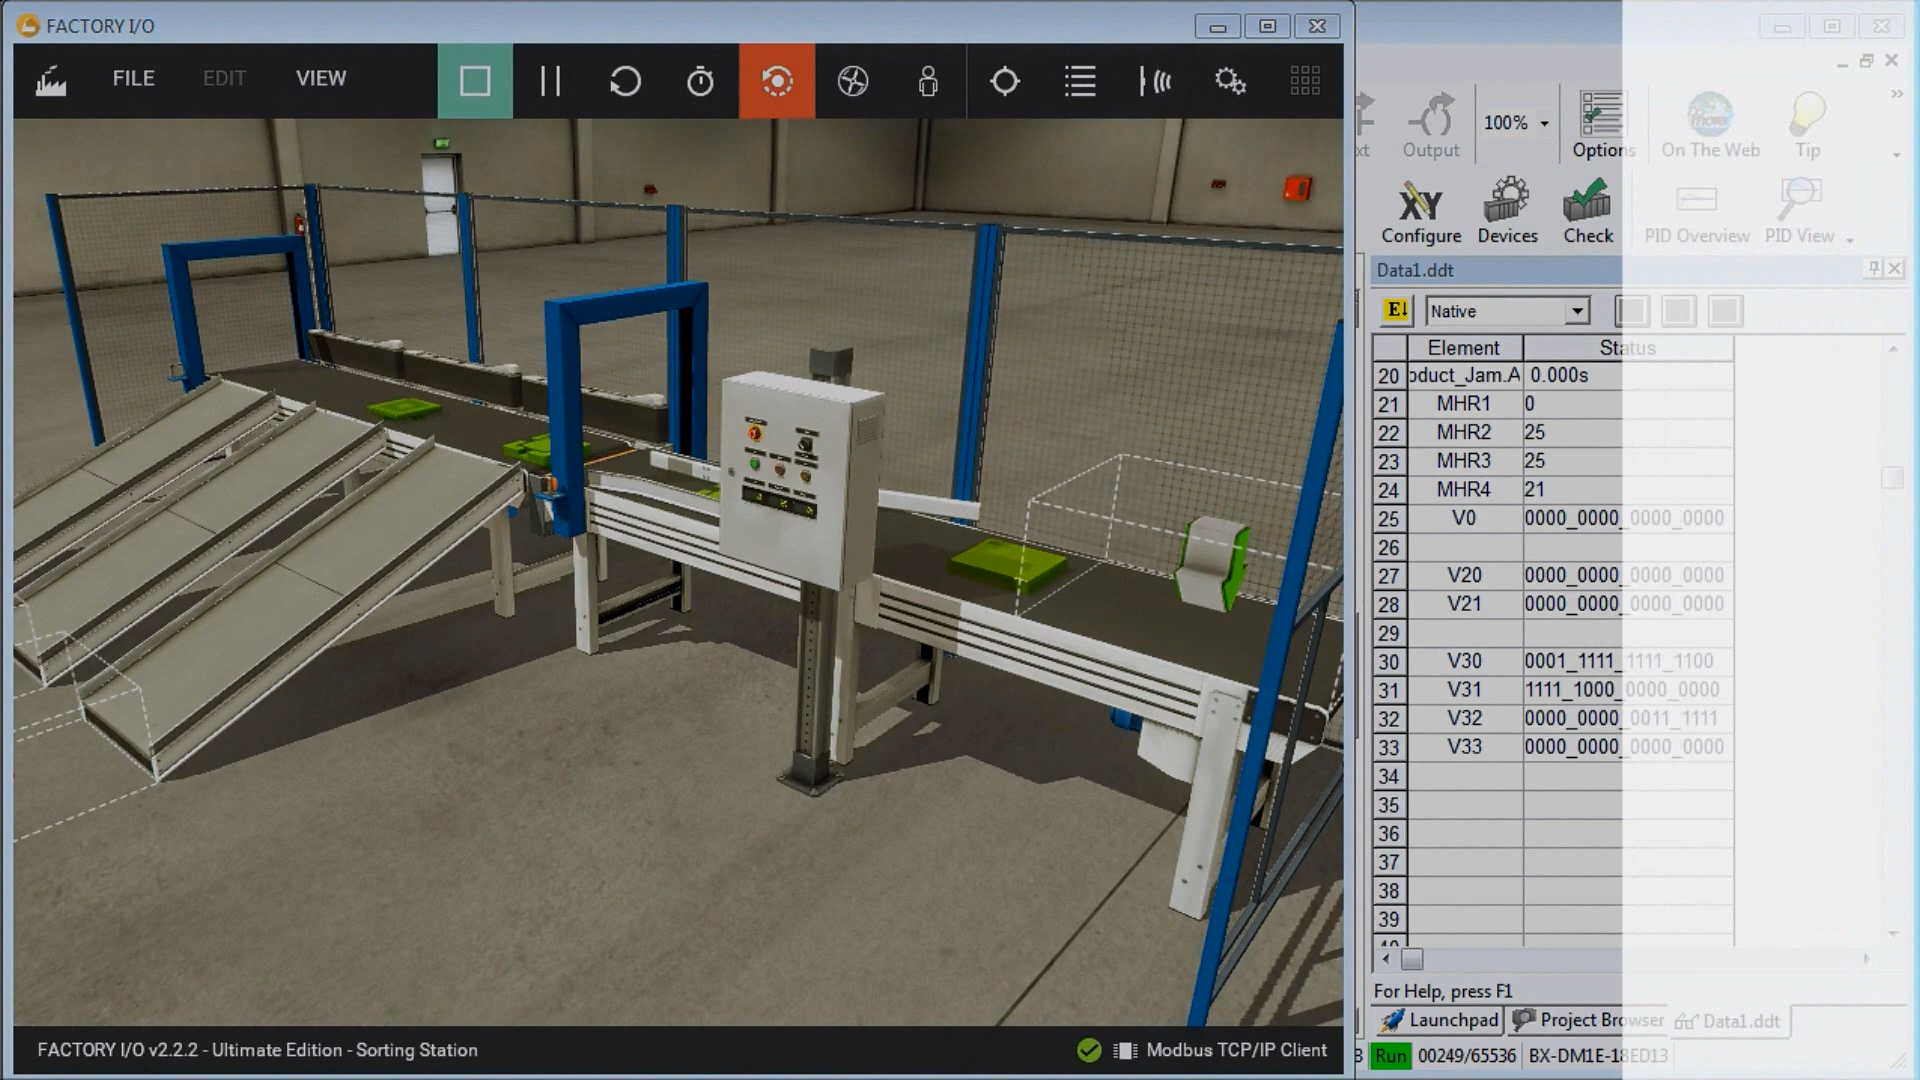 FACTORY I/O
FILE EDIT VIEW
xt Output 100% Options On The Web Tip
XY
Configure Devices Check PID Overview PID View
Data1.ddt
Native
Element Status
20 oduct_Jam.A 0.000s
21 MHR1 0
22 MHR2 25
23 MHR3 25
24 MHR4 21
25 V0 0000_0000_0000_0000
26
27 V20 0000_0000_0000_0000
28 V21 0000_0000_0000_0000
29
30 V30 0001_1111_1111_1100
31 V31 1111_1000_0000_0000
32 V32 0000_0000_0011_1111
33 V33 0000_0000_0000_0000
34
35
36
37
38
39
40
For Help, press F1
Launchpad Project Browser Data1.ddt
Run 00249/65536 BX-DM1E-18ED13
FACTORY I/O v2.2.2 - Ultimate Edition - Sorting Station
Modbus TCP/IP Client